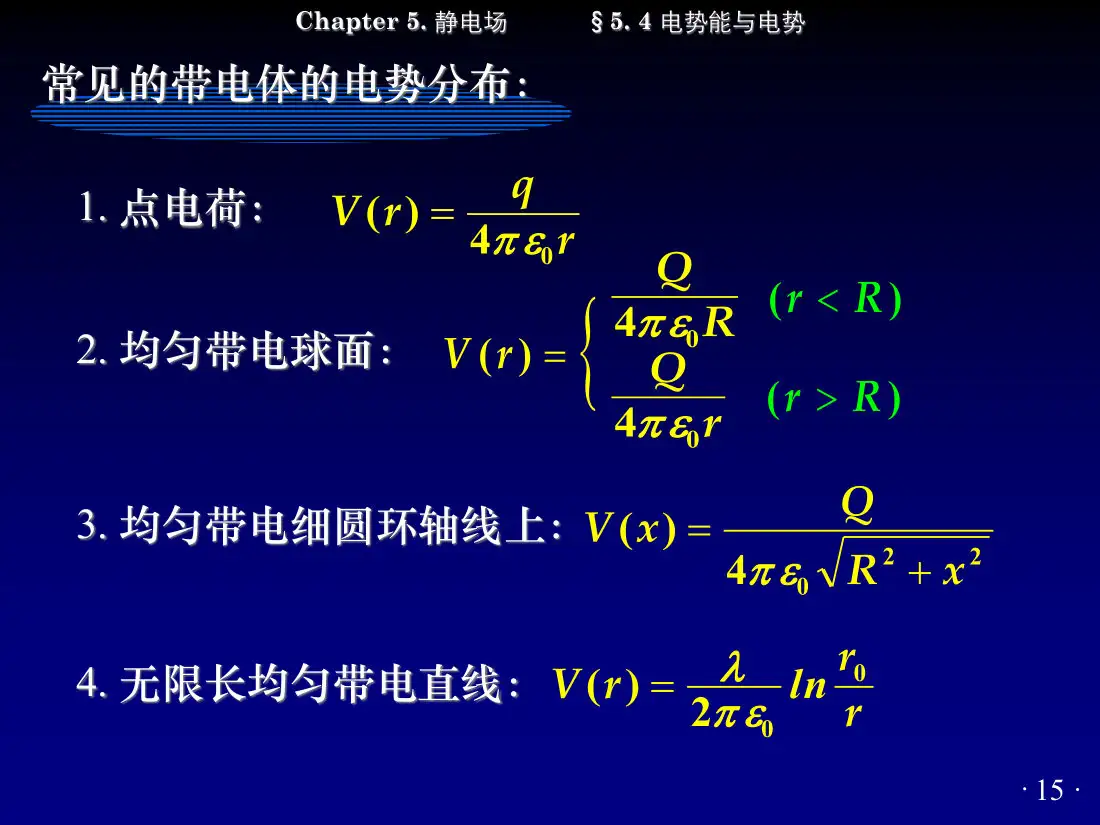 Chapter 5. 静电场 §5. 4 电势能与电势
常见的带电体的电势分布：
1. 点电荷： V(r) = q / (4πε₀r)
2. 均匀带电球面： V(r) = { Q / (4πε₀R) (r < R)
Q / (4πε₀r) (r > R)
3. 均匀带电细圆环轴线上： V(x) = Q / (4πε₀√(R² + x²))
4. 无限长均匀带电直线： V(r) = λ / (2πε₀) ln r₀/r
· 15 ·